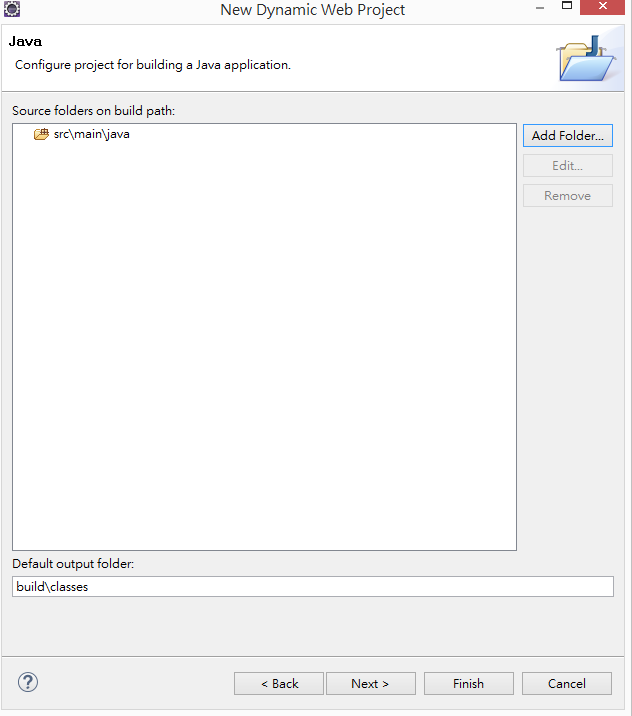 New Dynamic Web Project
Java
Configure project for building a Java application.
Source folders on build path:
src\main\java
Add Folder...
Edit...
Remove
Default output folder:
build\classes
?
< Back
Next >
Finish
Cancel